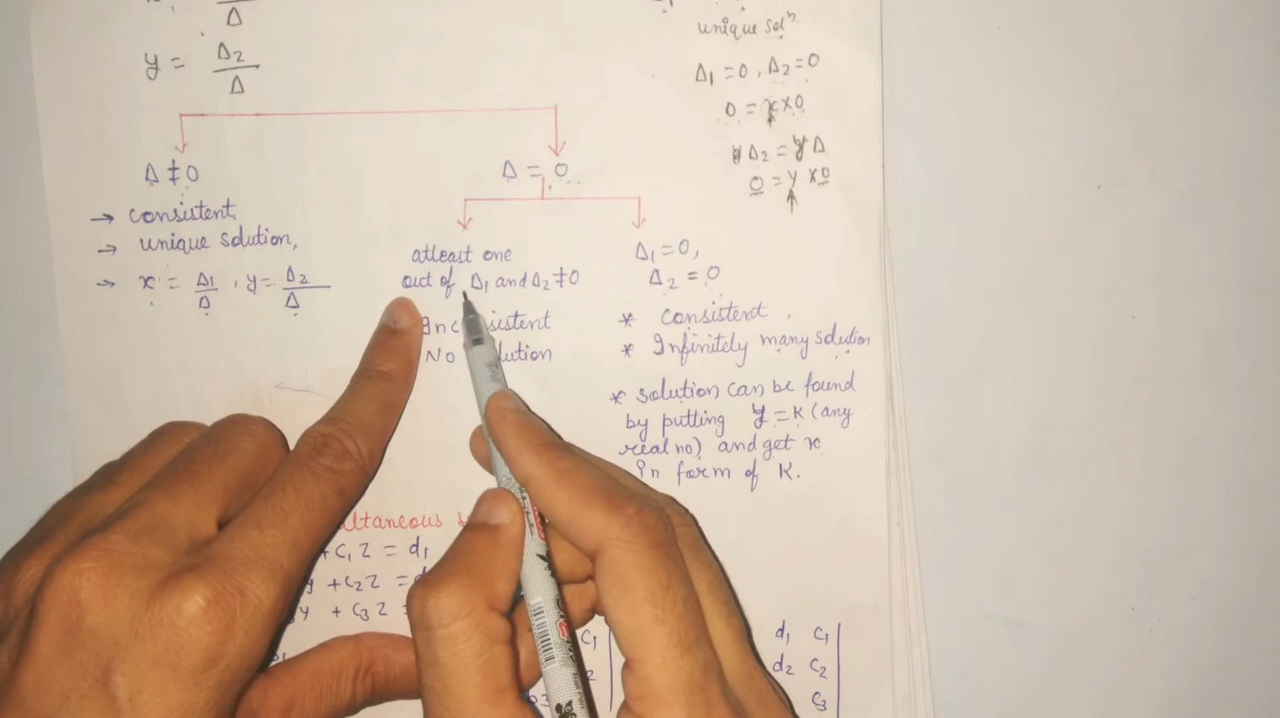 Δ
y = Δ2/Δ
unique solⁿ
Δ1 = 0, Δ2 = 0
0 = x × 0
Δ2 = y Δ
0 = y × 0
Δ ≠ 0
Δ = 0
→ consistent
→ unique solution,
→ x = Δ1/Δ, y = Δ2/Δ
atleast one
out of Δ1 and Δ2 ≠ 0
No
Δ1 = 0,
Δ2 = 0
* consistent,
* Infinitely many solution
* solution can be found
by putting y = K (any
real no) and get x
in form of K.
+ C1 Z = d1
y + C2 Z =
y + C3 Z
C1
d1 C1
d2 C2
C3